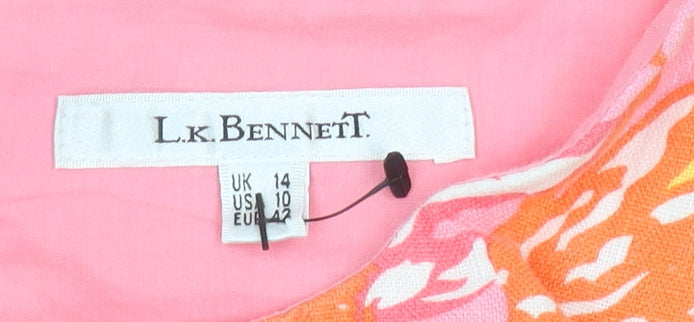 L.K.BENNETT.
UK 14
USA 10
EUR 42